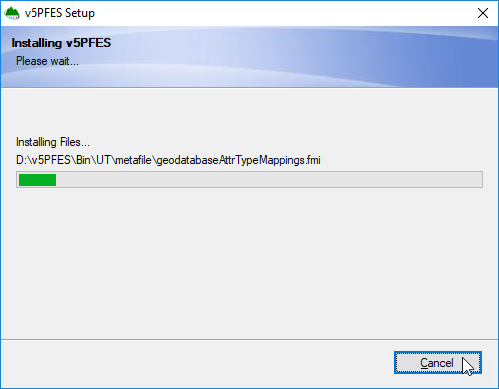 v5PFES Setup
Installing v5PFES
Please wait...
Installing Files...
D:\v5PFES\Bin\UT\metafile\geodatabaseAttrTypeMappings.fmi
Cancel